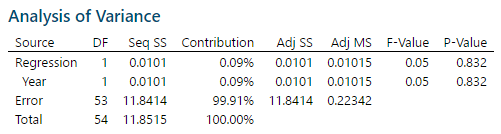 Analysis of Variance
Source DF Seq SS Contribution Adj SS Adj MS F-Value P-Value
Regression 1 0.0101 0.09% 0.0101 0.01015 0.05 0.832
Year 1 0.0101 0.09% 0.0101 0.01015 0.05 0.832
Error 53 11.8414 99.91% 11.8414 0.22342
Total 54 11.8515 100.00%